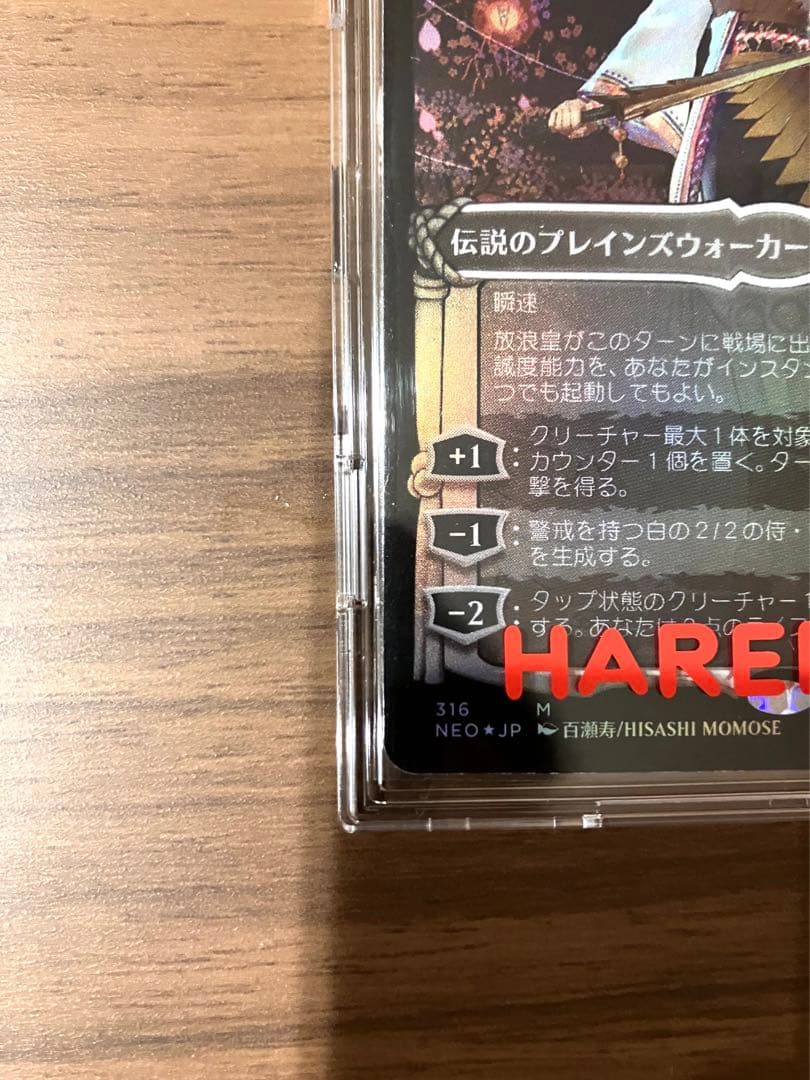 伝説のプレインズウォーカー
瞬速
放浪皇がこのターンに戦場に出
誠度能力を、あなたがインスタン
つでも起動してもよい。
+1 : クリーチャー最大1体を対象
カウンター1個を置く。ター
撃を得る。
-1 : 警戒を持つ白の2/2の侍・
を生成する。
-2 : タップ状態のクリーチャー1
する。あなたは2点のライフ
HARE
316 M
NEO★JP 百瀬寿/HISASHI MOMOSE